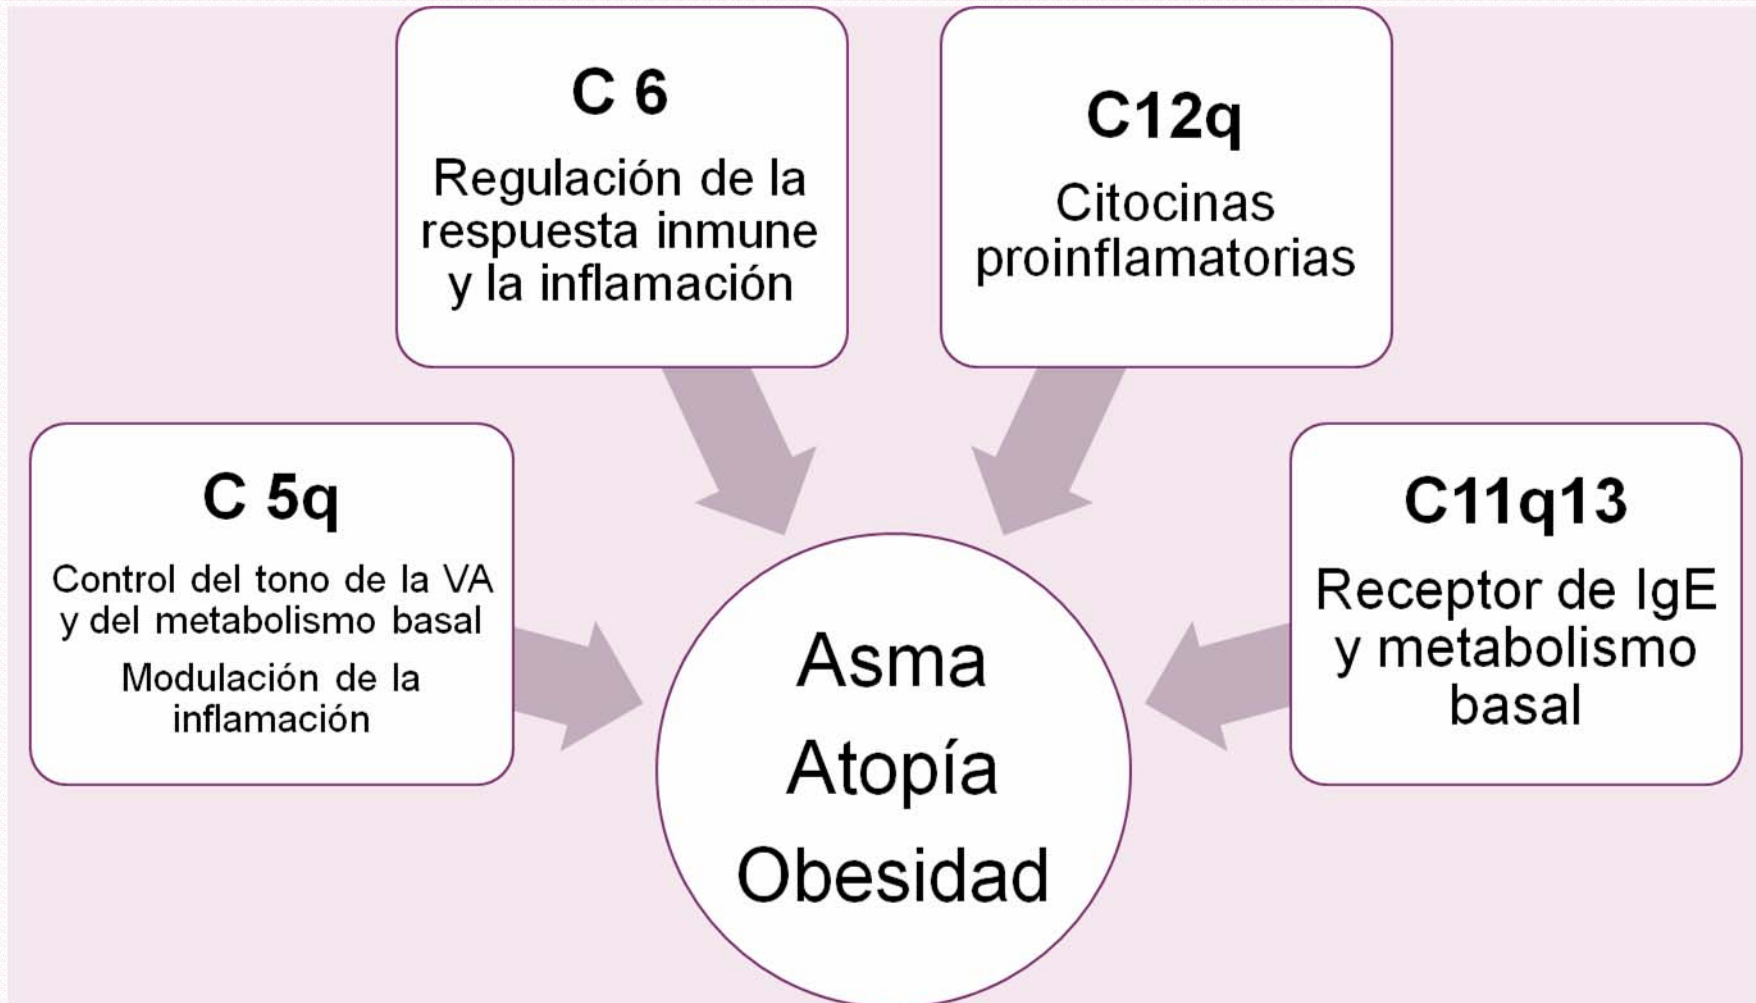 C 6
Regulación de la
respuesta inmune
y la inflamación
C12q
Citocinas
proinflamatorias
C 5q
Control del tono de la VA
y del metabolismo basal
Modulación de la
inflamación
C11q13
Receptor de IgE
y metabolismo
basal
Asma
Atopía
Obesidad